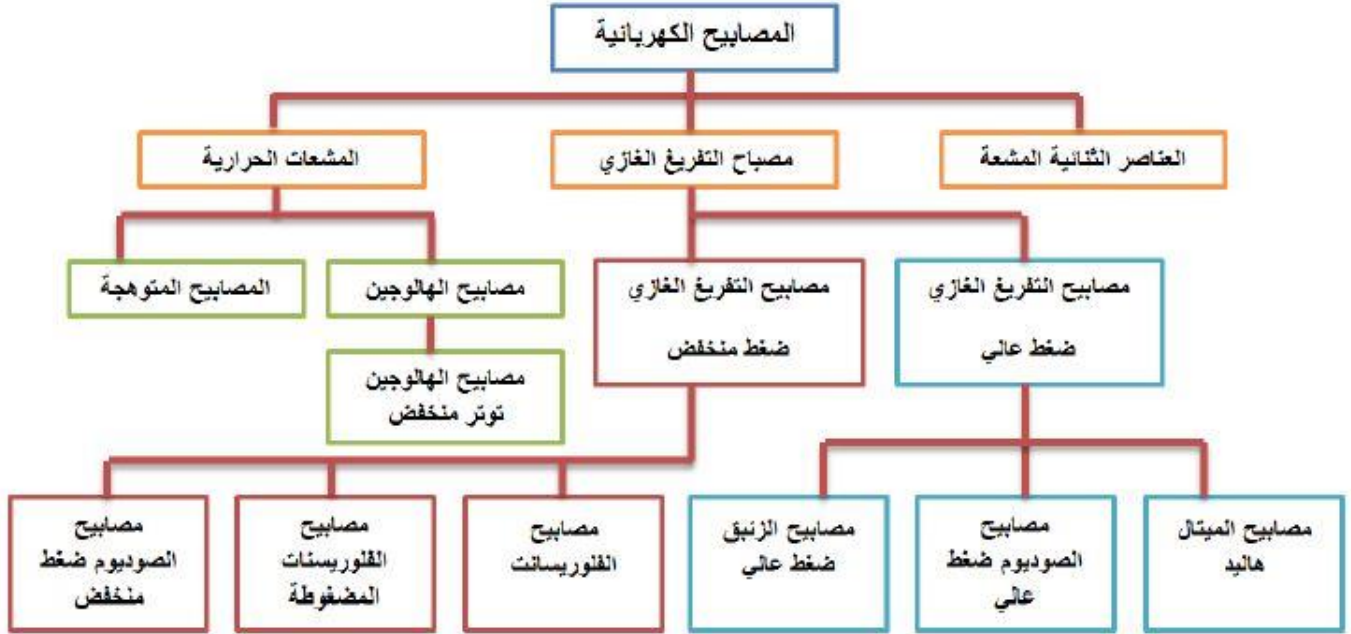 المصابيح الكهربائية
العناصر الثنائية المشعة
مصباح التفريغ الغازي
المشعات الحرارية
مصابيح التفريغ الغازي
ضغط عالي
مصابيح التفريغ الغازي
ضغط منخفض
مصابيح الهالوجين
المصابيح المتوهجة
مصابيح الهالوجين
توتر منخفض
مصابيح الميتال
هاليد
مصابيح
الصوديوم ضغط
عالي
مصابيح الزئبق
ضغط عالي
مصابيح
الفلوريسانت
مصابيح
الفلوريسنات
المضغوطة
مصابيح
الصوديوم ضغط
منخفض